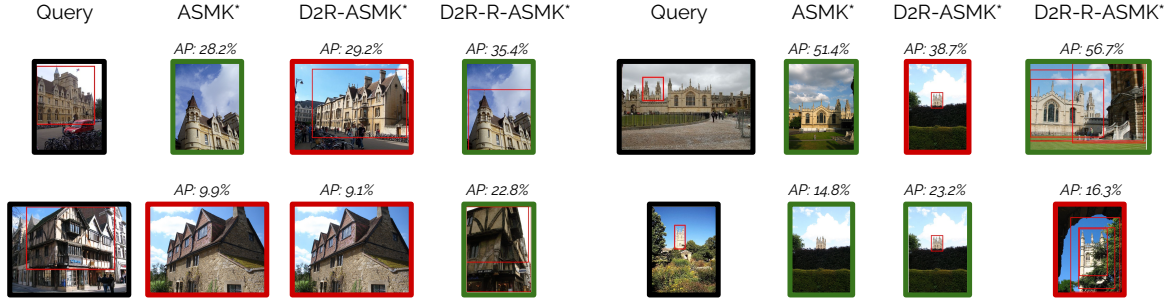 Query ASMK* D2R-ASMK* D2R-R-ASMK* Query ASMK* D2R-ASMK* D2R-R-ASMK*
AP: 28.2% AP: 29.2% AP: 35.4% AP: 51.4% AP: 38.7% AP: 56.7%
AP: 9.9% AP: 9.1% AP: 22.8% AP: 14.8% AP: 23.2% AP: 16.3%